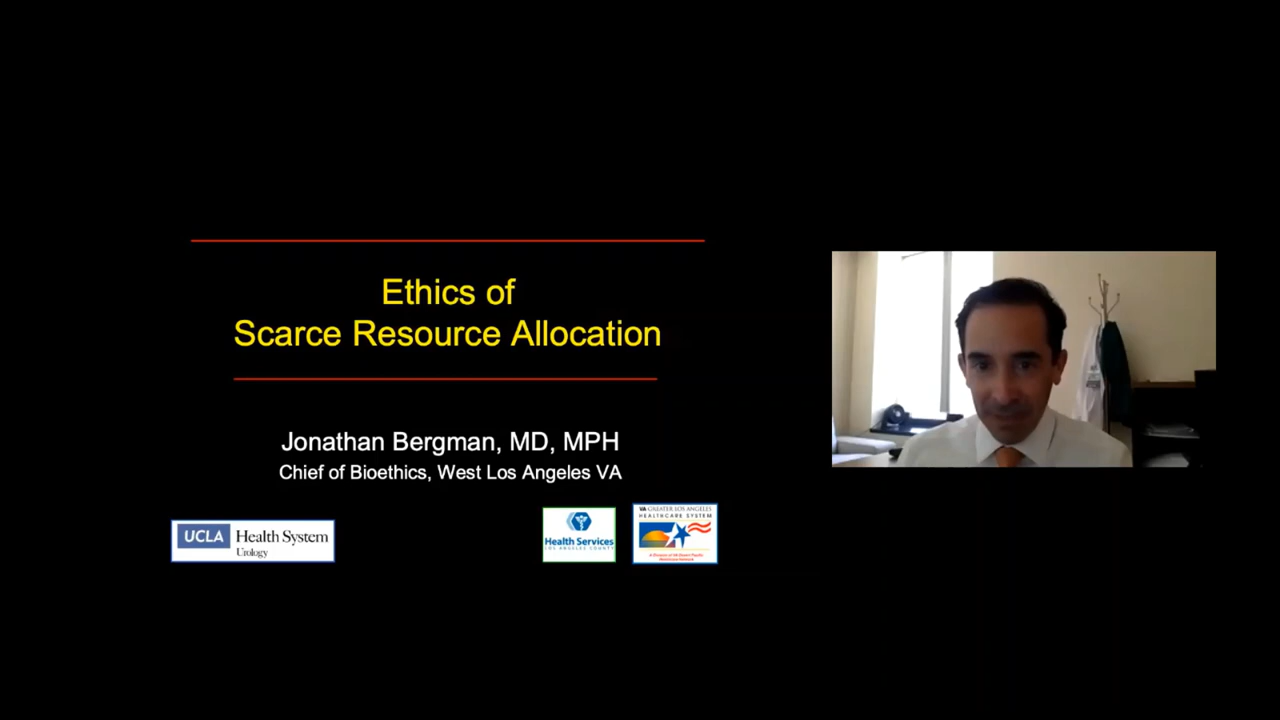 Ethics of
Scarce Resource Allocation
Jonathan Bergman, MD, MPH
Chief of Bioethics, West Los Angeles VA
UCLA Health System
Urology
Health Services
LOS ANGELES COUNTY
VA GREATER LOS ANGELES
HEALTHCARE SYSTEM